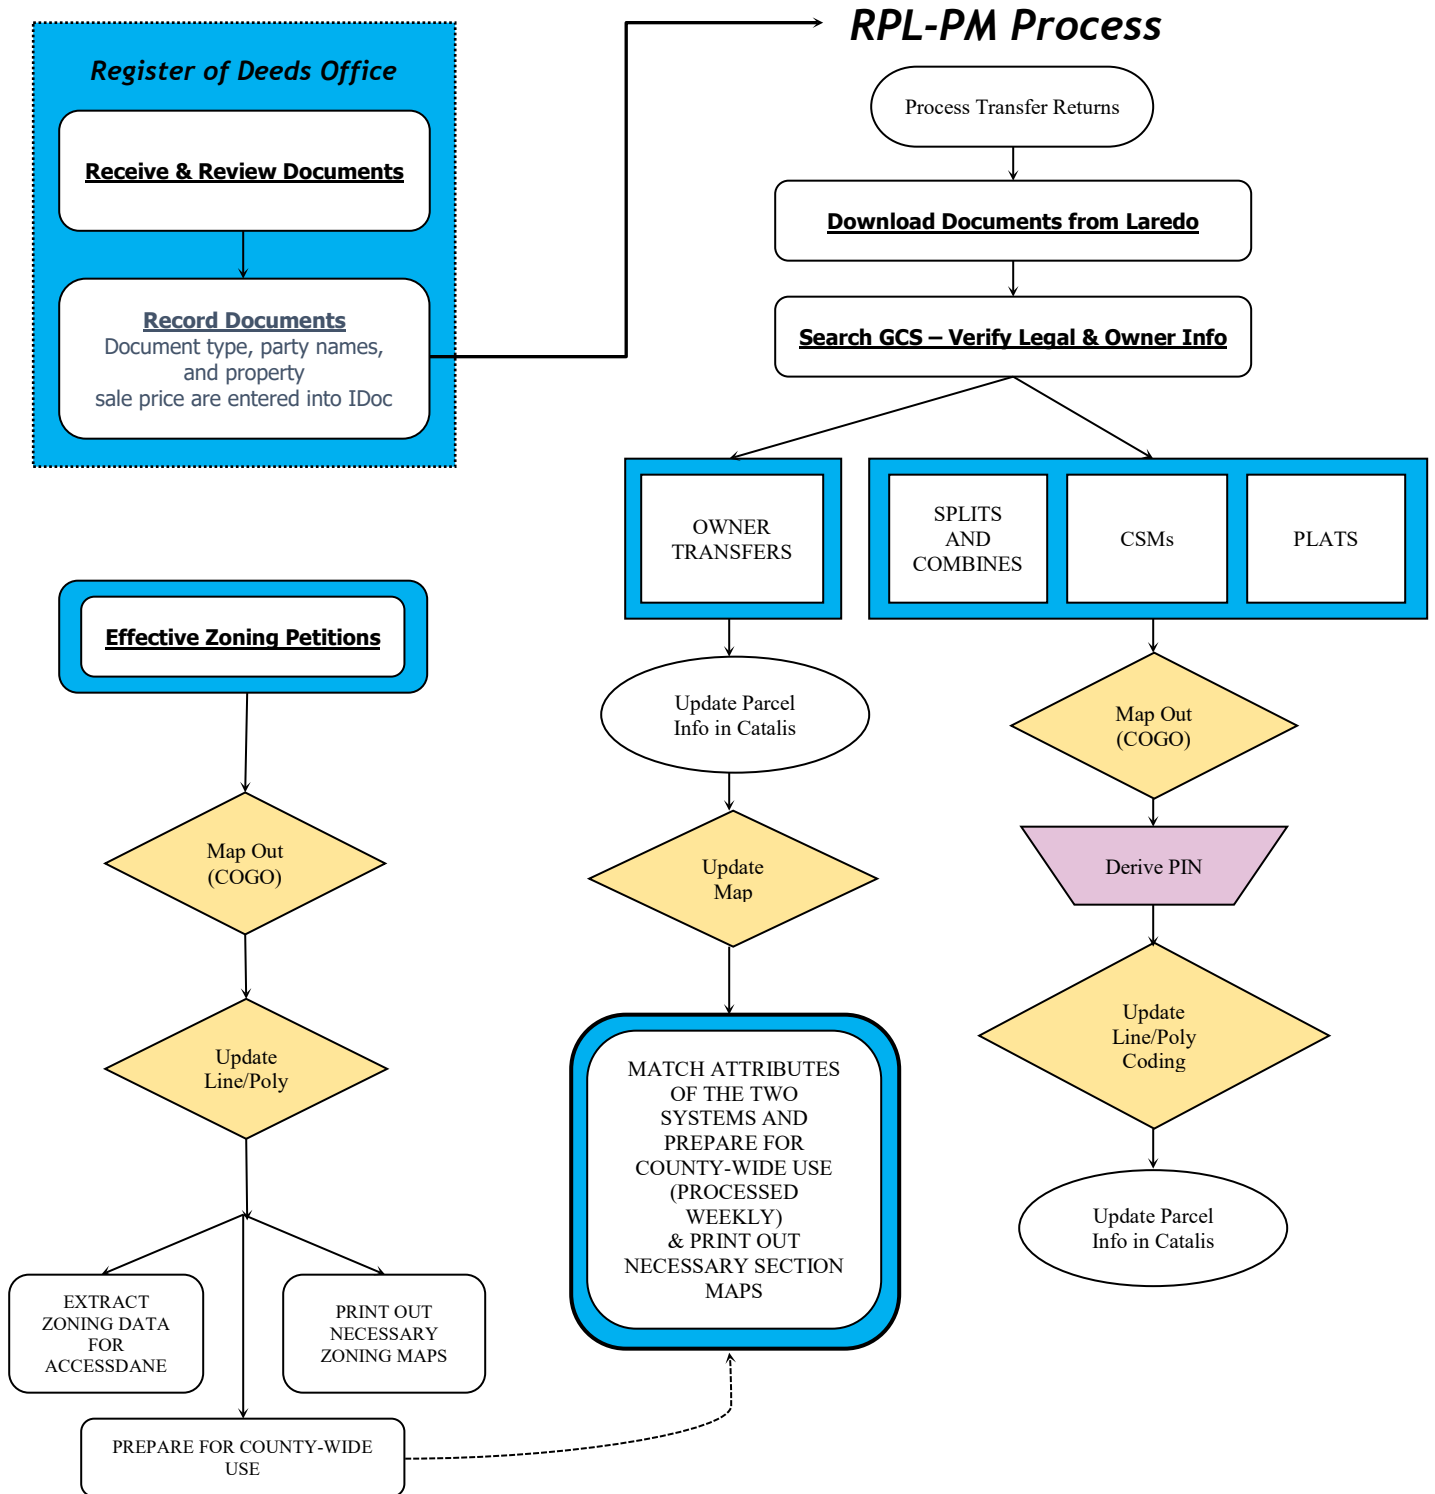 RPL-PM Process
Register of Deeds Office
Receive & Review Documents
Record Documents
Document type, party names,
and property
sale price are entered into IDoc
Process Transfer Returns
Download Documents from Laredo
Search GCS – Verify Legal & Owner Info
OWNER
TRANSFERS
SPLITS
AND
COMBINES
CSMs
PLATS
Effective Zoning Petitions
Map Out
(COGO)
Update
Line/Poly
EXTRACT
ZONING DATA
FOR
ACCESSDANE
PRINT OUT
NECESSARY
ZONING MAPS
PREPARE FOR COUNTY-WIDE
USE
Update Parcel
Info in Catalis
Update
Map
MATCH ATTRIBUTES
OF THE TWO
SYSTEMS AND
PREPARE FOR
COUNTY-WIDE USE
(PROCESSED
WEEKLY)
& PRINT OUT
NECESSARY SECTION
MAPS
Map Out
(COGO)
Derive PIN
Update
Line/Poly
Coding
Update Parcel
Info in Catalis